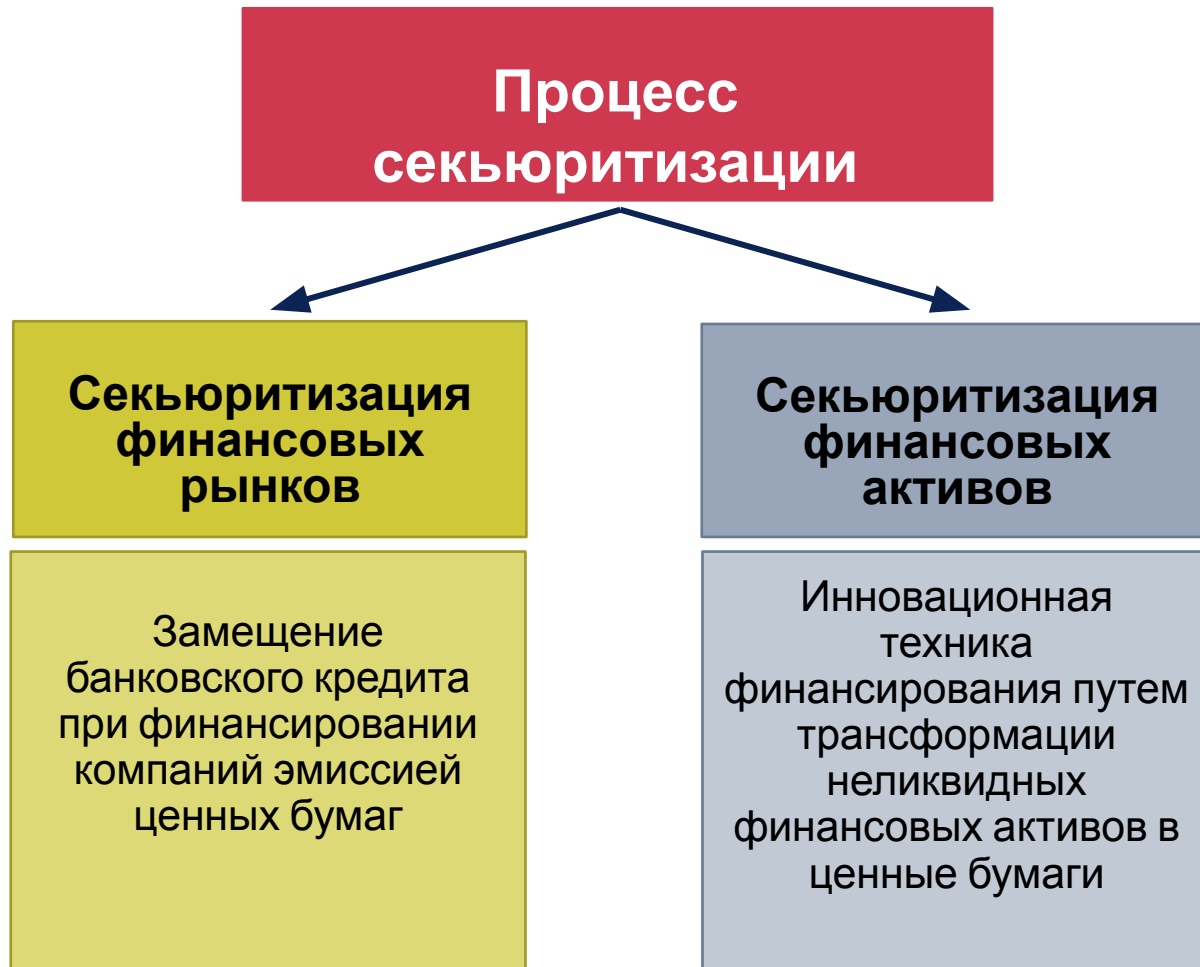 Процесс
секьюритизации
Секьюритизация
финансовых
рынков
Замещение
банковского кредита
при финансировании
компаний эмиссией
ценных бумаг
Секьюритизация
финансовых
активов
Инновационная
техника
финансирования путем
трансформации
неликвидных
финансовых активов в
ценные бумаги